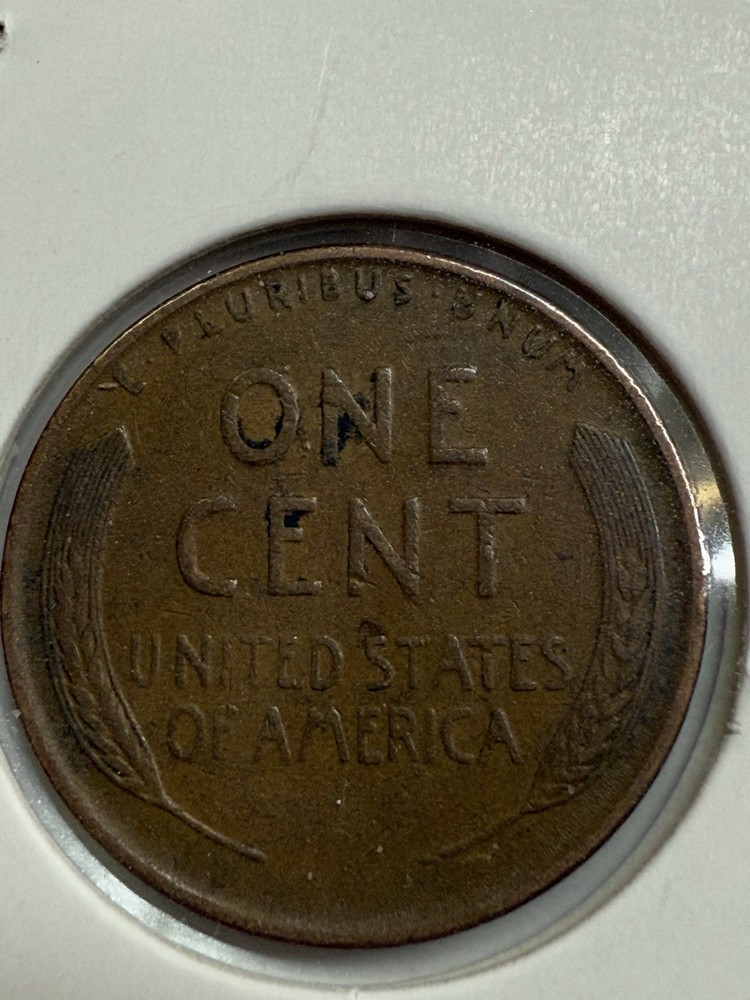 E · PLURIBUS · UNUM
ONE
CENT
UNITED STATES
OF AMERICA